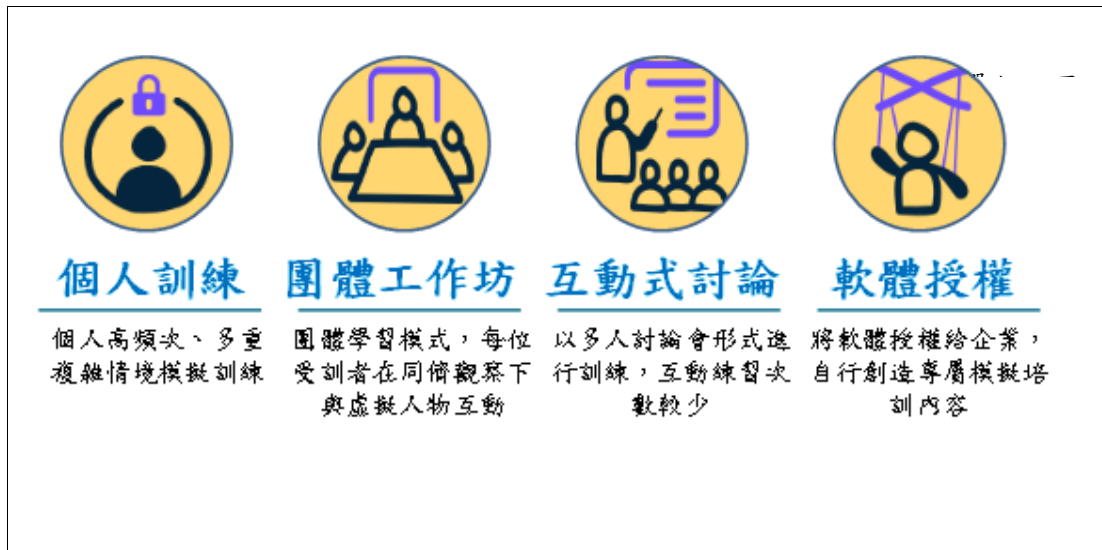 個人訓練
個人高頻次、多重
複雜情境模擬訓練
團體工作坊
團體學習模式，每位
受訓者在同儕觀察下
與虛擬人物互動
互動式討論
以多人討論會形式進
行訓練，互動練習次
數較少
軟體授權
將軟體授權給企業，
自行創造專屬模擬培
訓內容